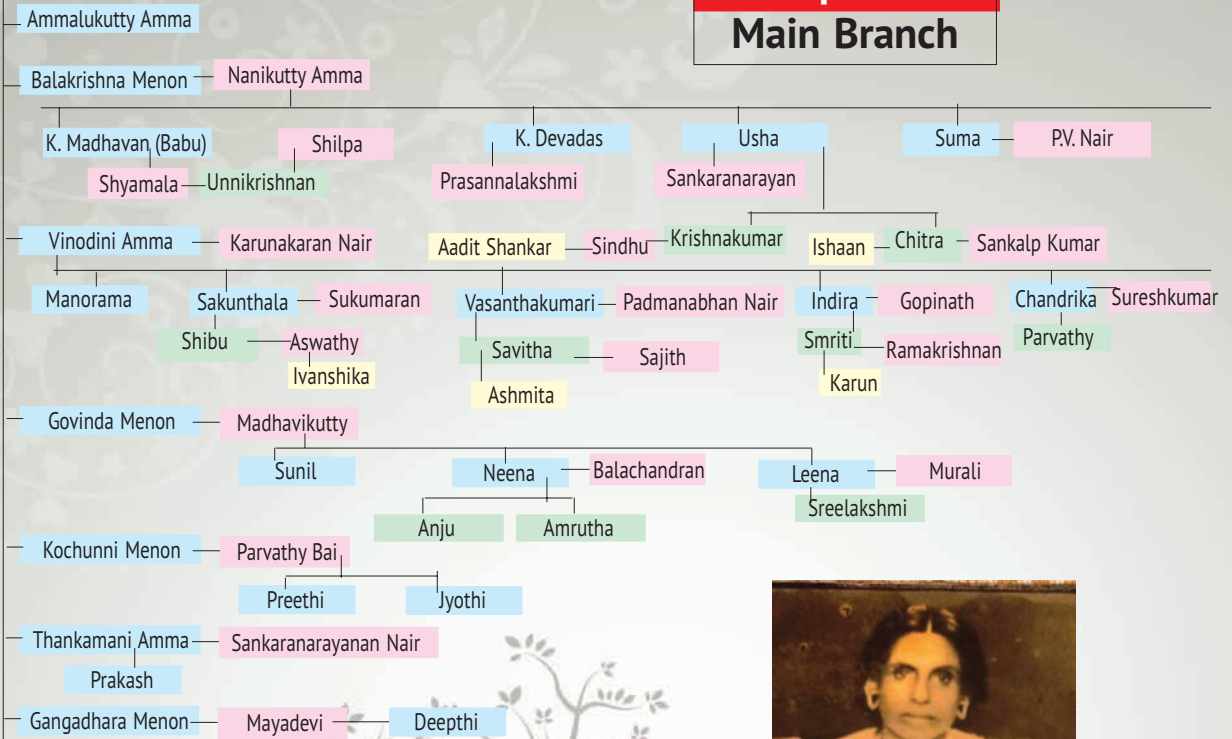 Main Branch
Ammalukutty Amma
Balakrishna Menon
Nanikutty Amma
K. Madhavan (Babu)
Shilpa
K. Devadas
Usha
Suma
P.V. Nair
Shyamala
Unnikrishnan
Prasannalakshmi
Sankaranarayan
Vinodini Amma
Karunakaran Nair
Aadit Shankar
Sindhu
Krishnakumar
Ishaan
Chitra
Sankalp Kumar
Manorama
Sakunthala
Sukumaran
Vasanthakumari
Padmanabhan Nair
Indira
Gopinath
Chandrika
Sureshkumar
Shibu
Aswathy
Savitha
Sajith
Smriti
Ramakrishnan
Parvathy
Ivanshika
Ashmita
Karun
Govinda Menon
Madhavikutty
Sunil
Neena
Balachandran
Leena
Murali
Anju
Amrutha
Sreelakshmi
Kochunni Menon
Parvathy Bai
Preethi
Jyothi
Thankamani Amma
Sankaranarayanan Nair
Prakash
Gangadhara Menon
Mayadevi
Deepthi